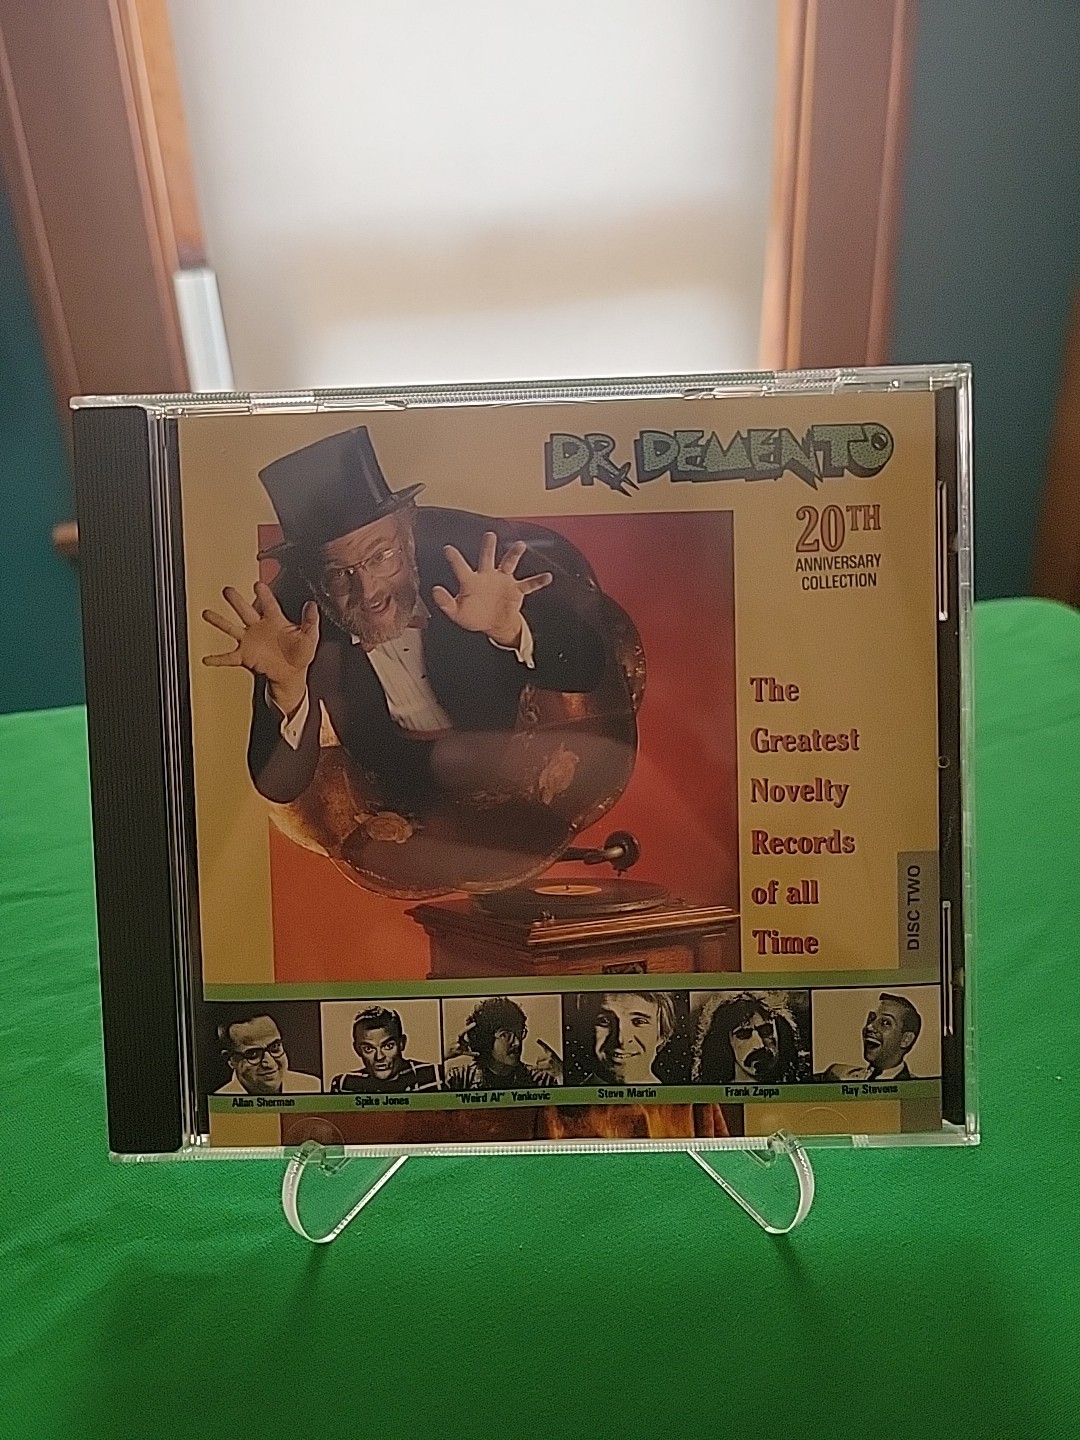 DR. DEMENTO
20TH
ANNIVERSARY
COLLECTION
The
Greatest
Novelty
Records
of all
Time
DISC TWO
Allan Sherman
Spike Jones
"Weird Al" Yankovic
Steve Martin
Frank Zappa
Ray Stevens